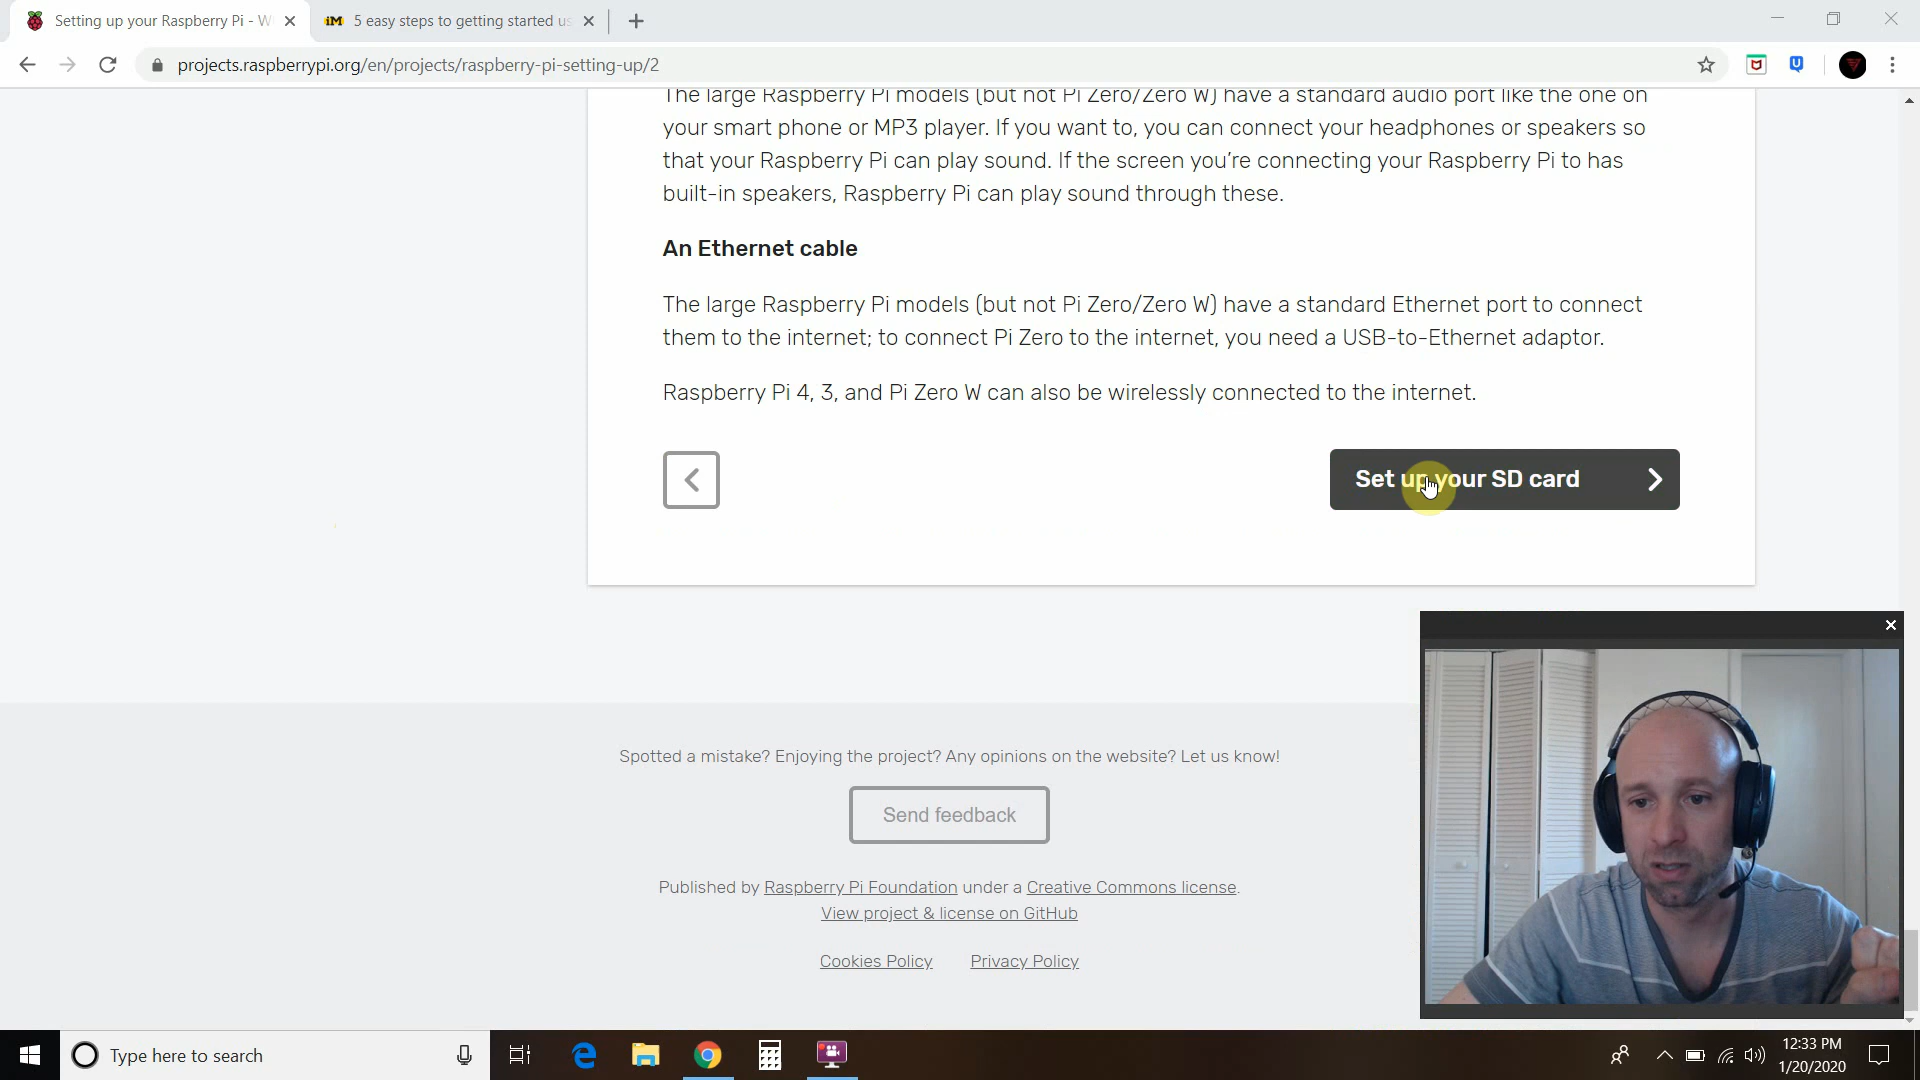 Setting up your Raspberry Pi - W
5 easy steps to getting started us
projects.raspberrypi.org/en/projects/raspberry-pi-setting-up/2
The large Raspberry Pi models (but not Pi Zero/Zero W) have a standard audio port like the one on
your smart phone or MP3 player. If you want to, you can connect your headphones or speakers so
that your Raspberry Pi can play sound. If the screen you’re connecting your Raspberry Pi to has
built-in speakers, Raspberry Pi can play sound through these.
An Ethernet cable
The large Raspberry Pi models (but not Pi Zero/Zero W) have a standard Ethernet port to connect
them to the internet; to connect Pi Zero to the internet, you need a USB-to-Ethernet adaptor.
Raspberry Pi 4, 3, and Pi Zero W can also be wirelessly connected to the internet.
Set up your SD card
Spotted a mistake? Enjoying the project? Any opinions on the website? Let us know!
Send feedback
Published by Raspberry Pi Foundation under a Creative Commons license.
View project & license on GitHub
Cookies Policy Privacy Policy
Type here to search
12:33 PM
1/20/2020